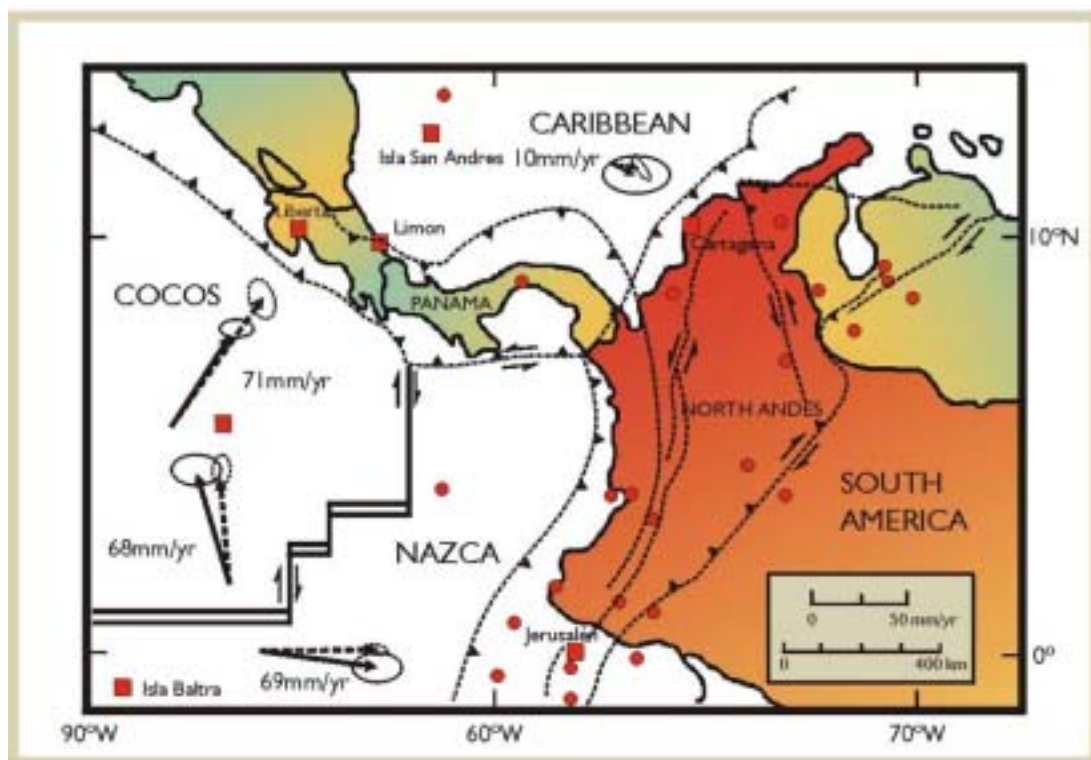 CARIBBEAN
Isla San Andres
10mm/yr
Liberia
Limon
Cartagena
10°N
COCOS
PANAMA
71mm/yr
NORTH ANDES
SOUTH
AMERICA
68mm/yr
NAZCA
0 50 mm/yr
Jerusalén
0 400 km
0°
69mm/yr
Isla Baltra
90°W 60°W 70°W